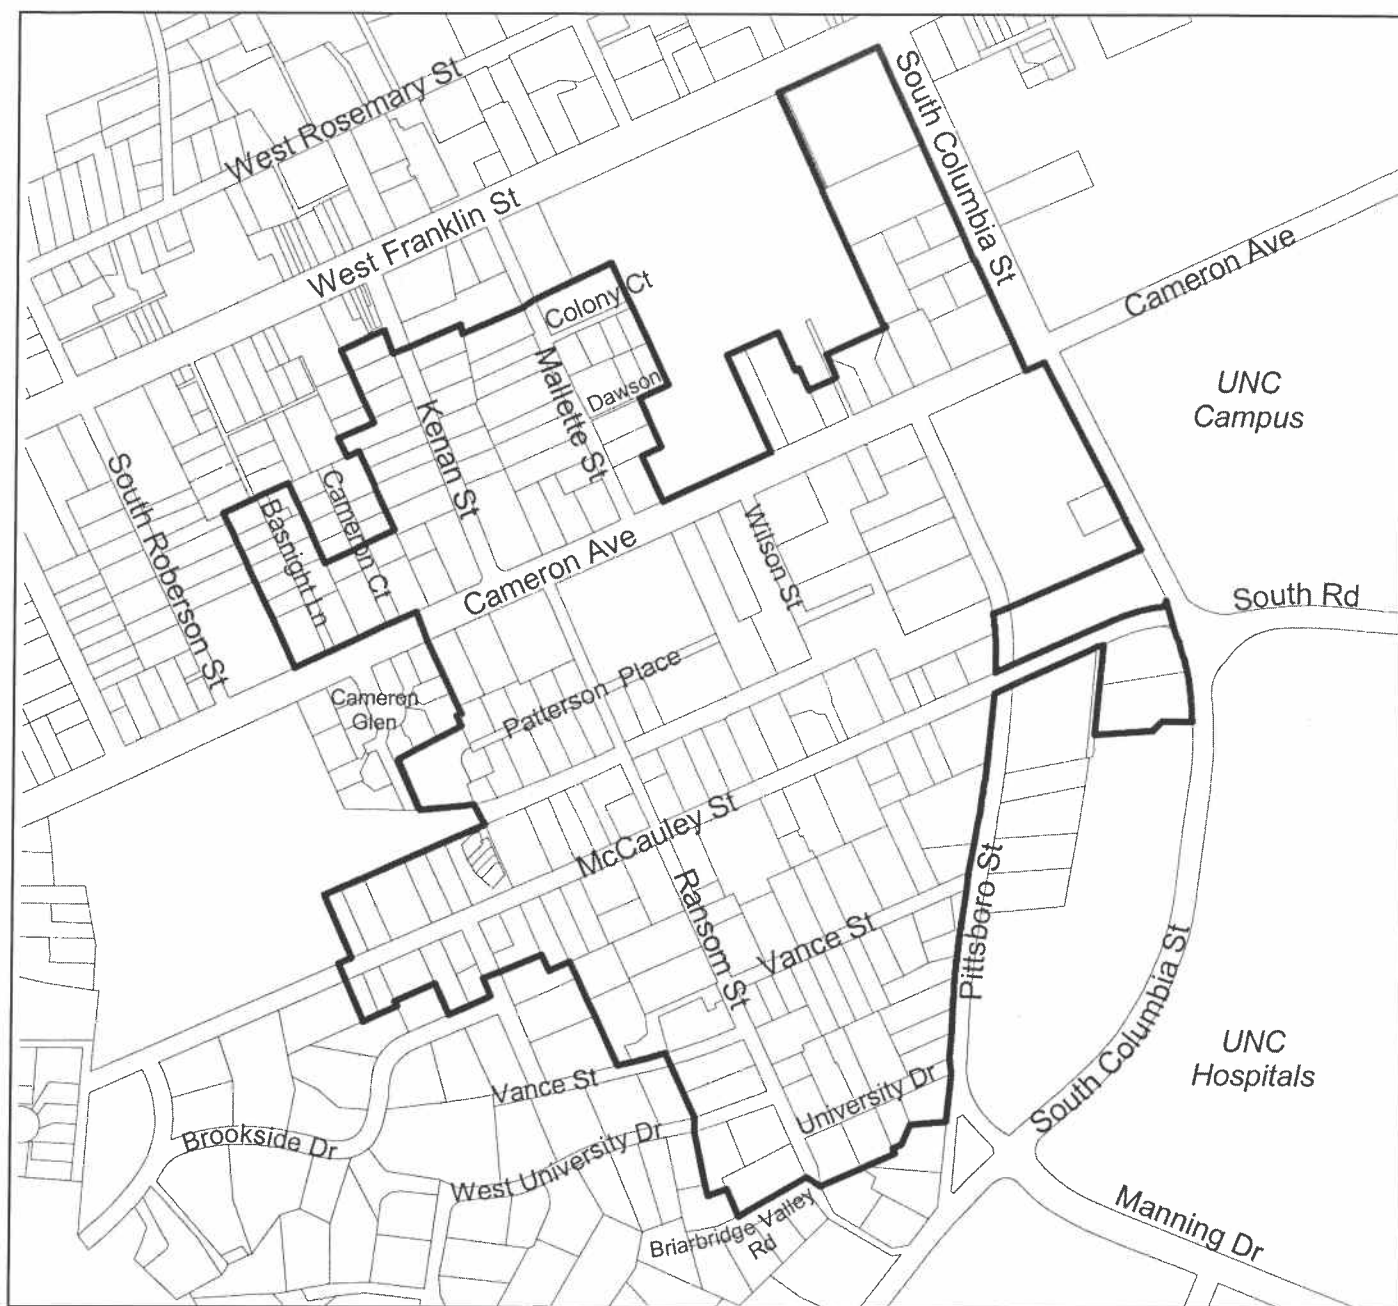 West Rosemary St
South Columbia St
West Franklin St
Cameron Ave
Colony Ct
UNC
Campus
Mallette St
Dawson
Kenan St
South Roberson St
Cameron Ct
Basnight Ln
Wilson St
Cameron Ave
South Rd
Patterson Place
Cameron
Glen
McCauley St
Pittsboro St
Ransom St
Vance St
South Columbia St
UNC
Hospitals
Vance St
University Dr
Brookside Dr
West University Dr
Briarbridge Valley
Rd
Manning Dr